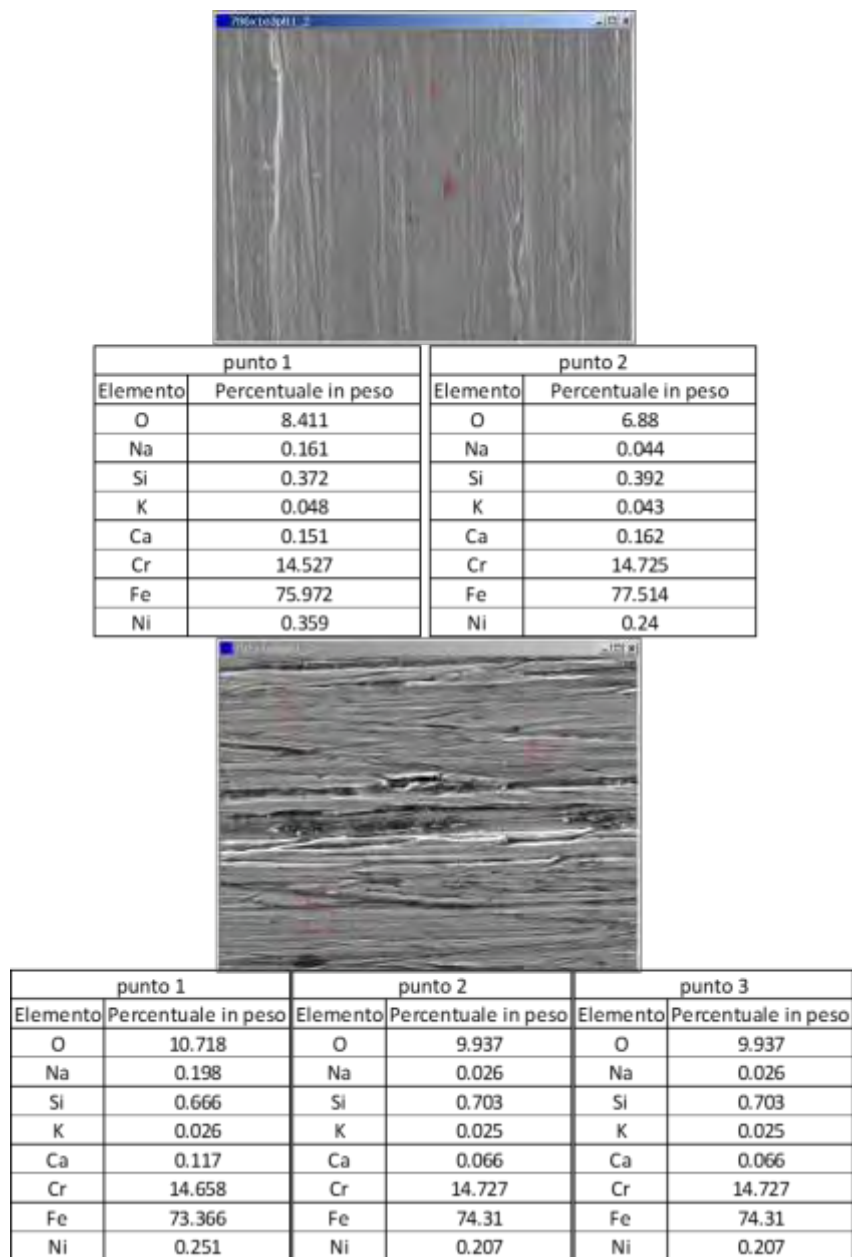 punto 1 punto 2
Elemento Percentuale in peso Elemento Percentuale in peso
O 8.411 O 6.88
Na 0.161 Na 0.044
Si 0.372 Si 0.392
K 0.048 K 0.043
Ca 0.151 Ca 0.162
Cr 14.527 Cr 14.725
Fe 75.972 Fe 77.514
Ni 0.359 Ni 0.24
punto 1 punto 2 punto 3
Elemento Percentuale in peso Elemento Percentuale in peso Elemento Percentuale in peso
O 10.718 O 9.937 O 9.937
Na 0.198 Na 0.026 Na 0.026
Si 0.666 Si 0.703 Si 0.703
K 0.026 K 0.025 K 0.025
Ca 0.117 Ca 0.066 Ca 0.066
Cr 14.658 Cr 14.727 Cr 14.727
Fe 73.366 Fe 74.31 Fe 74.31
Ni 0.251 Ni 0.207 Ni 0.207